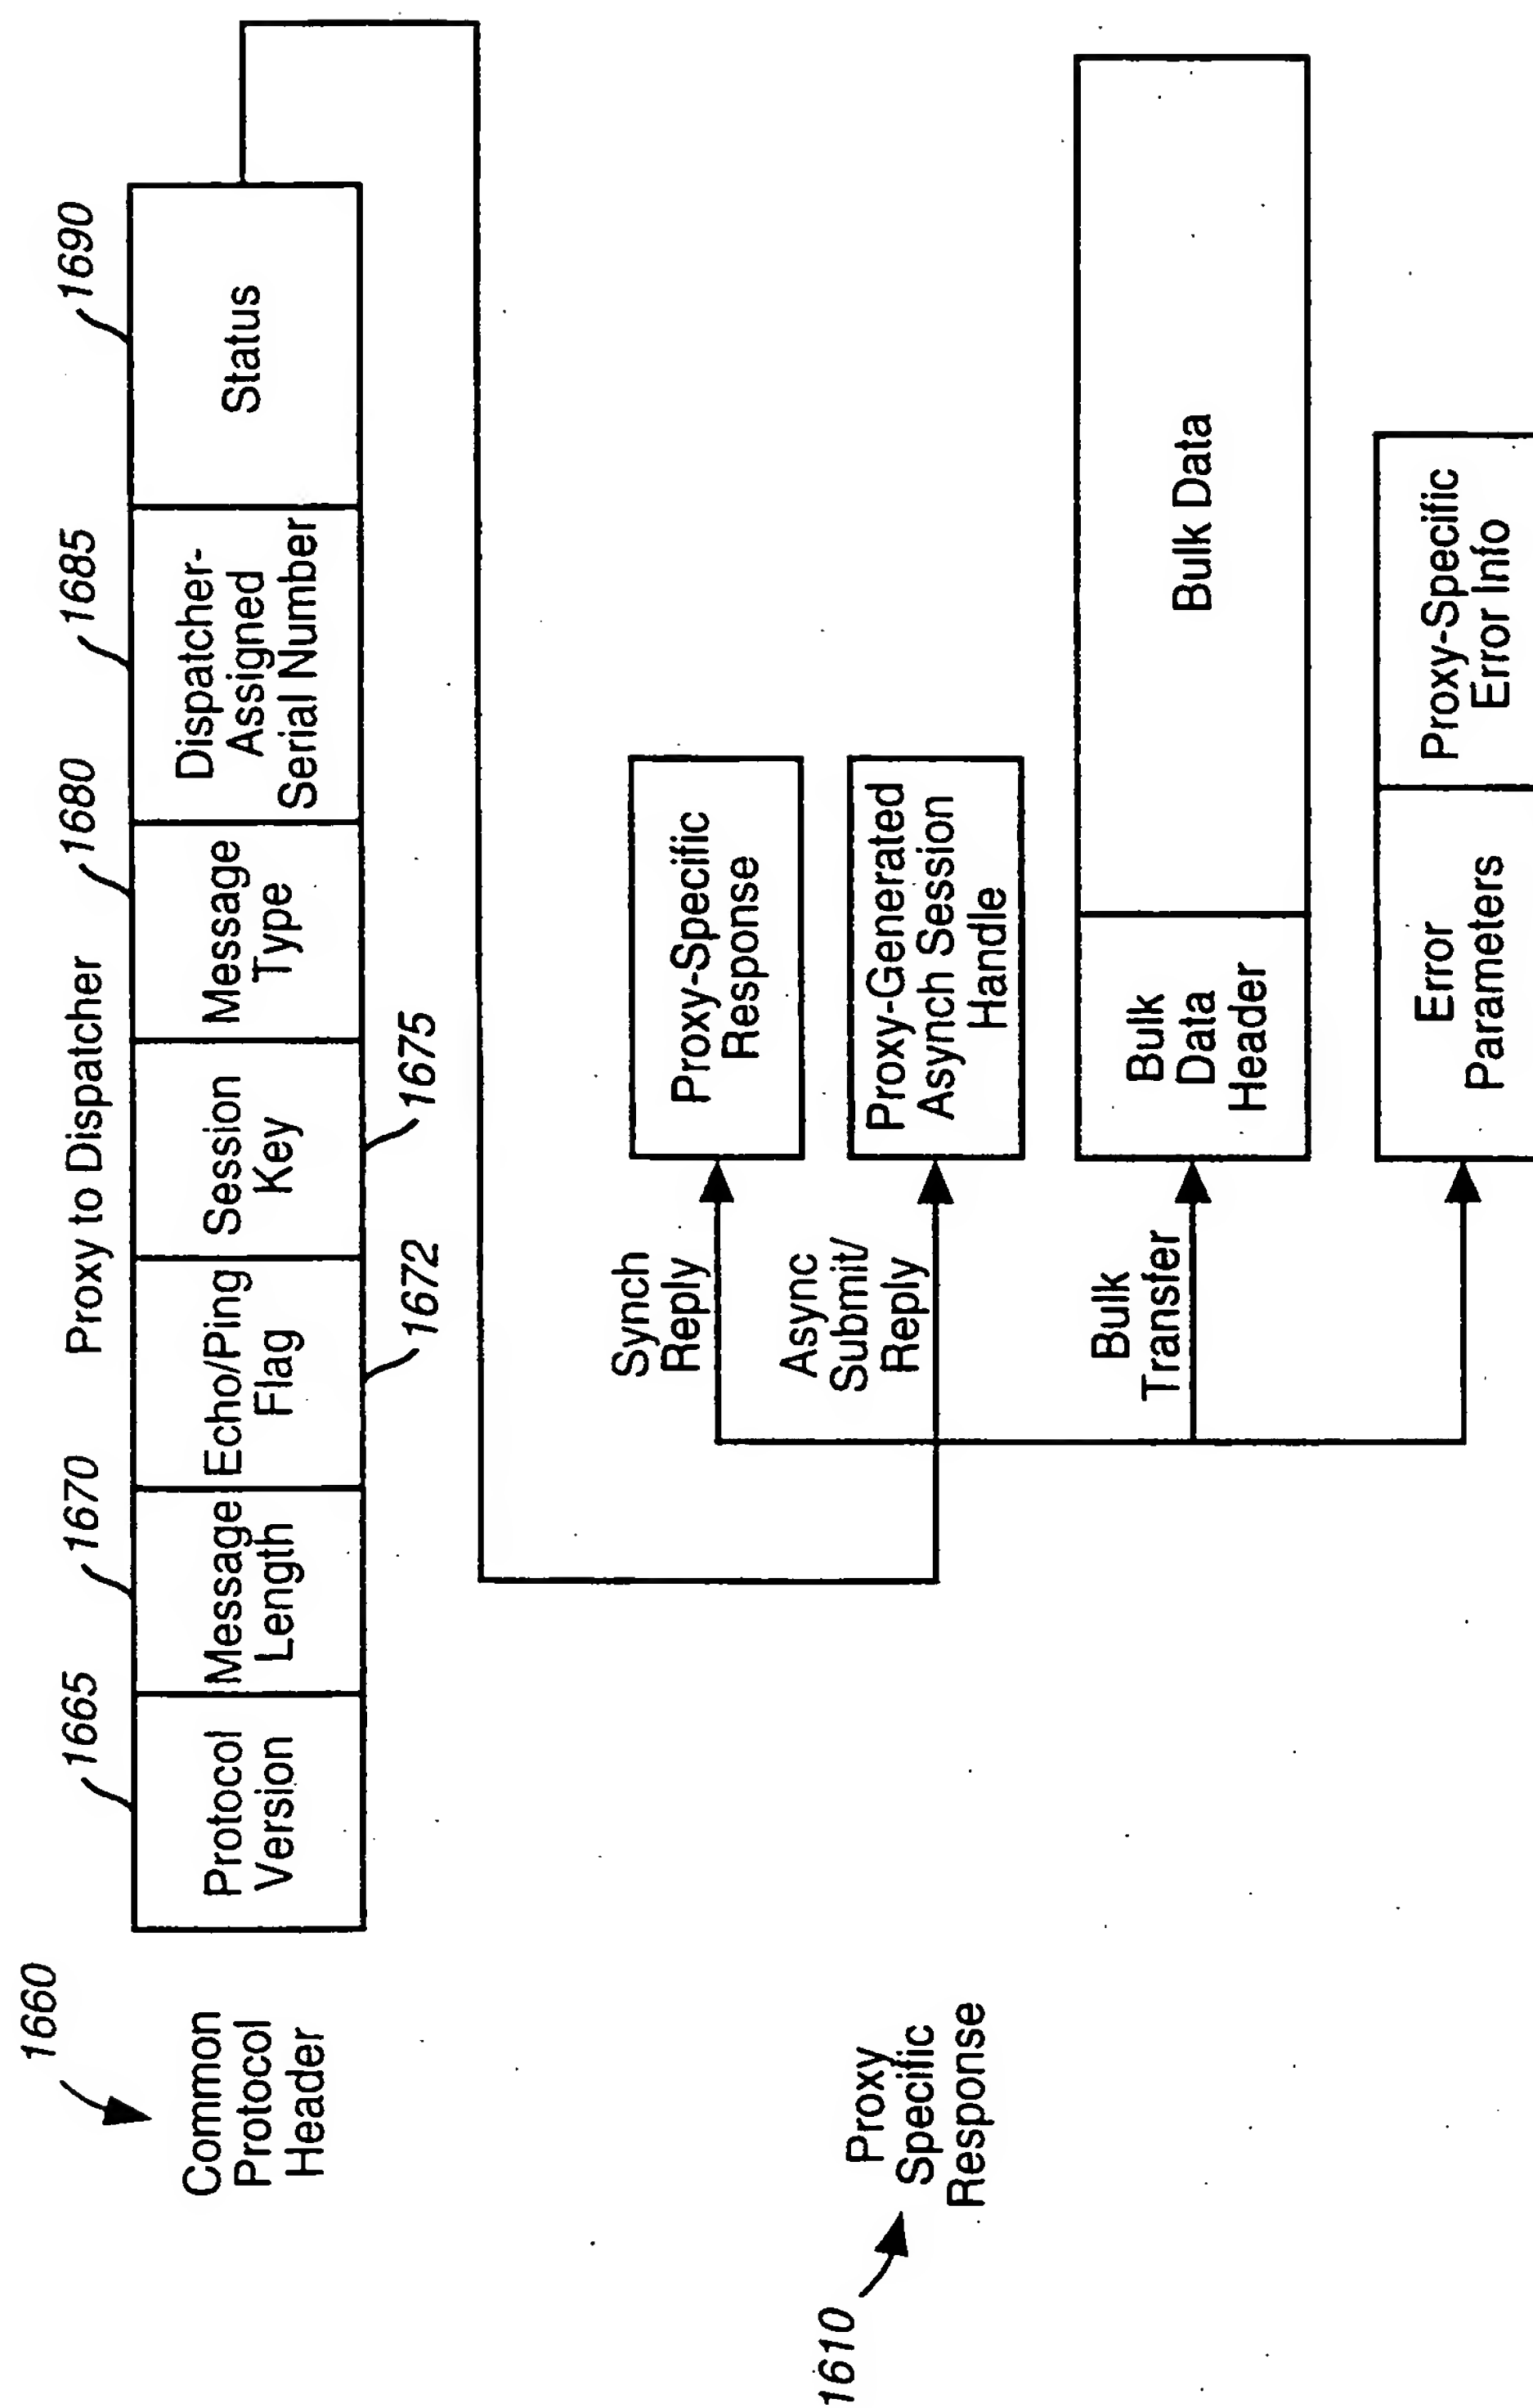 Proxy to Dispatcher
1660
Common
Protocol
Header
1665
Protocol
Version
1670
Message
Length
Echo/Ping
Flag
1672
Session
Key
1675
1680
Message
Type
1685
Dispatcher-
Assigned
Serial Number
1690
Status
1610
Proxy
Specific
Response
Synch
Reply
Proxy-Specific
Response
Async
Submit/
Reply
Proxy-Generated
Asynch Session
Handle
Bulk
Transfer
Bulk
Data
Header
Bulk Data
Error
Parameters
Proxy-Specific
Error Info